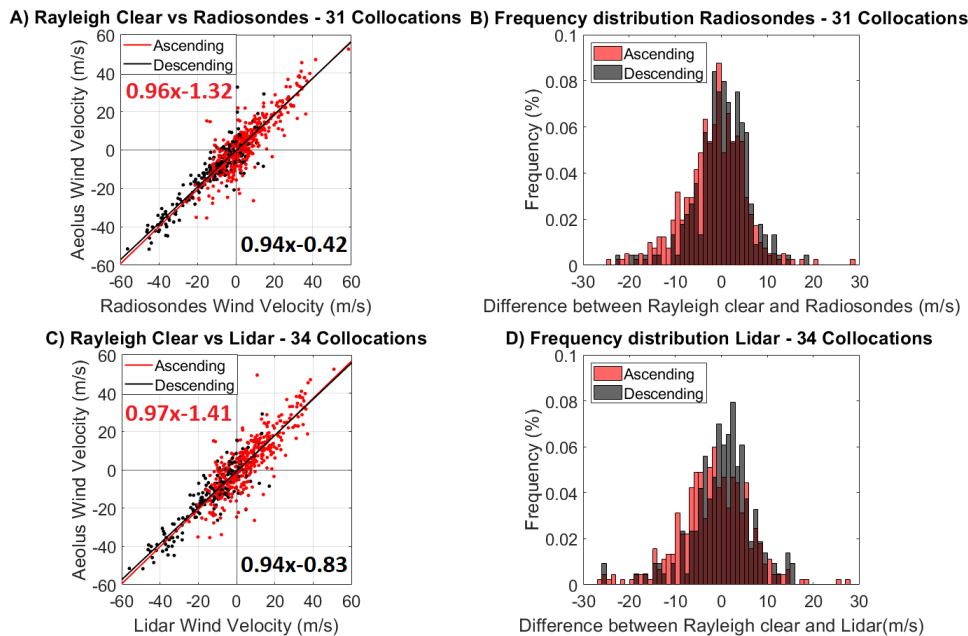 A) Rayleigh Clear vs Radiosondes - 31 Collocations
60
40
20
0
-20
-40
-60
Aeolus Wind Velocity (m/s)
Ascending
Descending
0.96x-1.32
0.94x-0.42
-60 -40 -20 0 20 40 60
Radiosondes Wind Velocity (m/s)
B) Frequency distribution Radiosondes - 31 Collocations
0.1
0.08
0.06
0.04
0.02
0
Frequency (%)
Ascending
Descending
-30 -20 -10 0 10 20 30
Difference between Rayleigh clear and Radiosondes (m/s)
C) Rayleigh Clear vs Lidar - 34 Collocations
60
40
20
0
-20
-40
-60
Aeolus Wind Velocity (m/s)
Ascending
Descending
0.97x-1.41
0.94x-0.83
-60 -40 -20 0 20 40 60
Lidar Wind Velocity (m/s)
D) Frequency distribution Lidar - 34 Collocations
0.1
0.08
0.06
0.04
0.02
0
Frequency (%)
Ascending
Descending
-30 -20 -10 0 10 20 30
Difference between Rayleigh clear and Lidar(m/s)